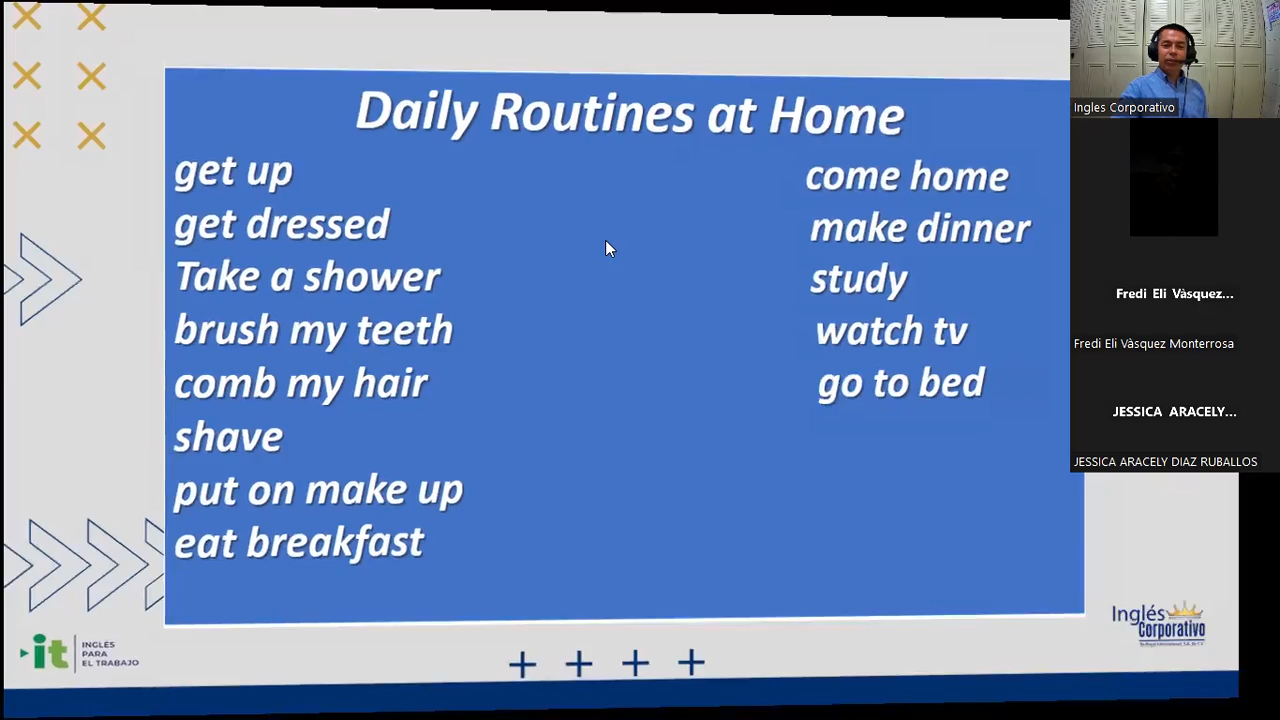 Daily Routines at Home
get up
get dressed
Take a shower
brush my teeth
comb my hair
shave
put on make up
eat breakfast
come home
make dinner
study
watch tv
go to bed
Ingles Corporativo
Fredi Eli Vàsquez...
Fredi Eli Vàsquez Monterrosa
JESSICA ARACELY...
JESSICA ARACELY DIAZ RUBALLOS
it
INGLÉS
PARA
EL TRABAJO
Inglés
Corporativo